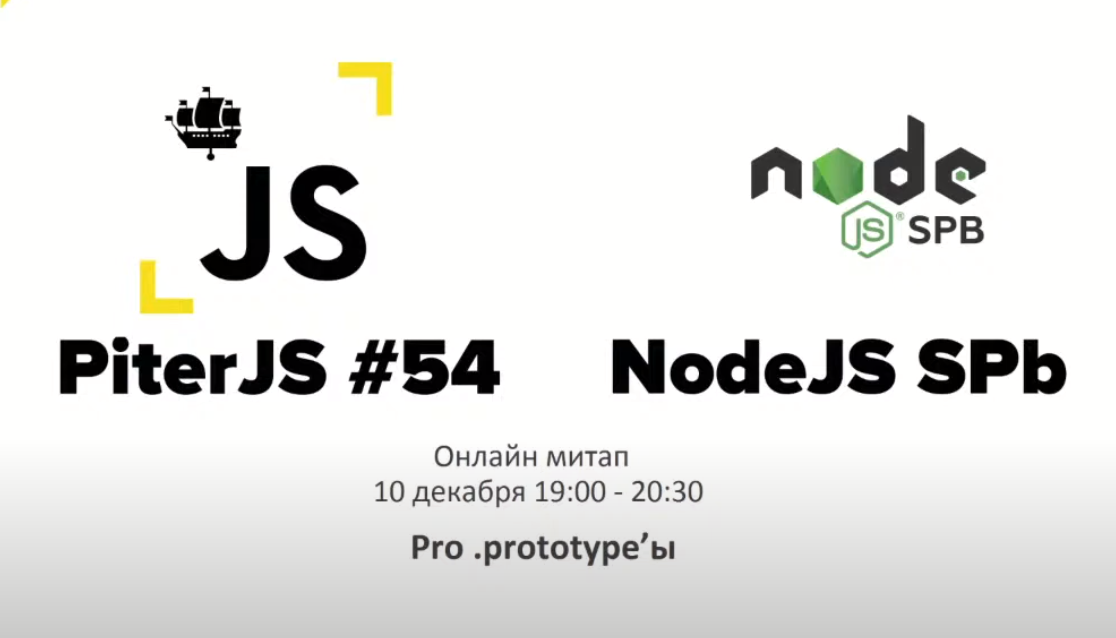 JS
node
JS® SPB
PiterJS #54
NodeJS SPb
Онлайн митап
10 декабря 19:00 - 20:30
Pro .prototype’ы